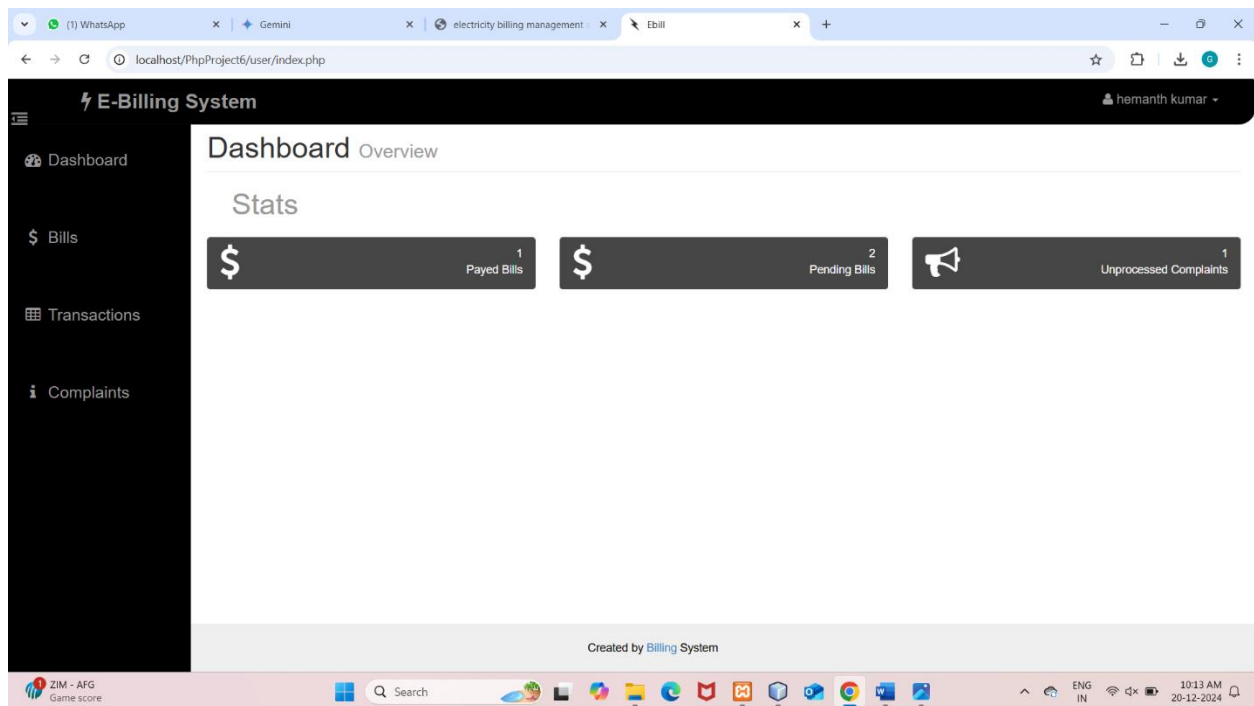 (1) WhatsApp
Gemini
electricity billing management
Ebill
localhost/PhpProject6/user/index.php
G
E-Billing System
hemanth kumar
Dashboard
Bills
Transactions
Complaints
Dashboard Overview
Stats
1
Payed Bills
2
Pending Bills
1
Unprocessed Complaints
Created by Billing System
1
ZIM - AFG
Game score
Search
ENG
IN
10:13 AM
20-12-2024